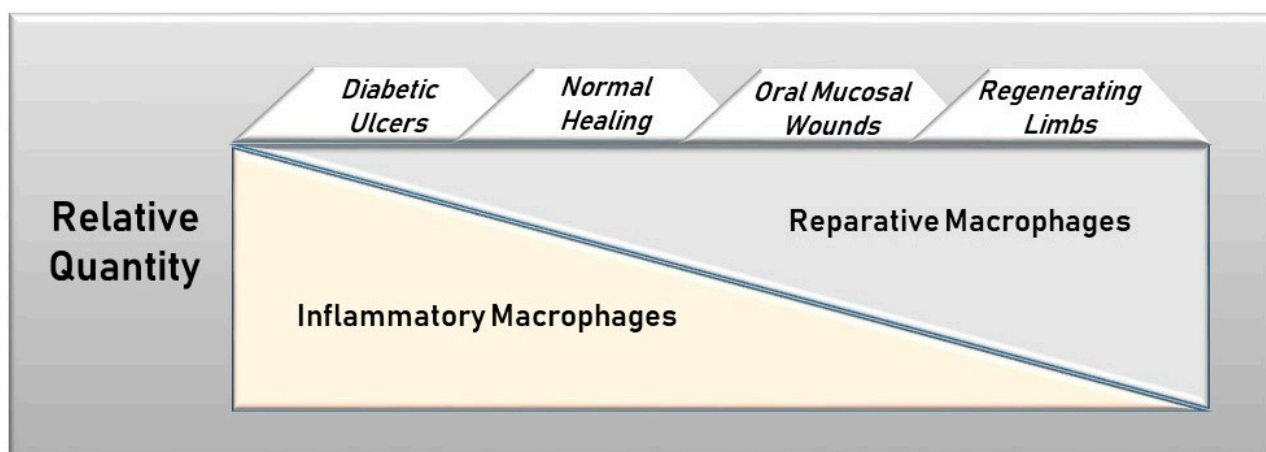 Diabetic
Ulcers
Normal
Healing
Oral Mucosal
Wounds
Regenerating
Limbs
Relative
Quantity
Reparative Macrophages
Inflammatory Macrophages